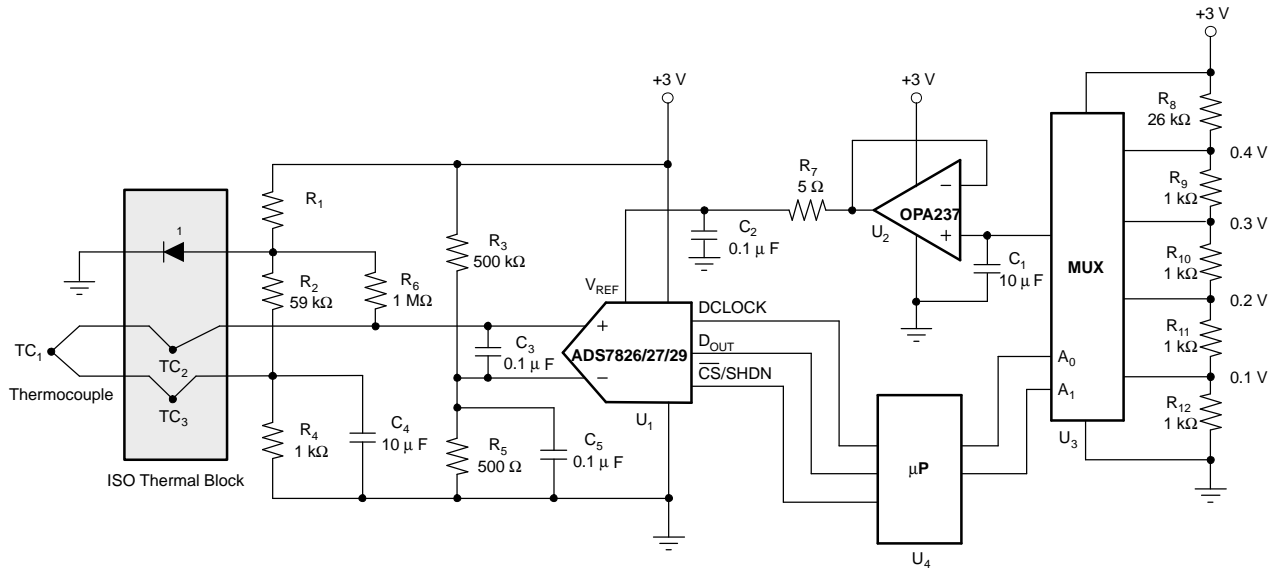 +3 V
R8
26 kΩ
0.4 V
R9
1 kΩ
0.3 V
R10
1 kΩ
0.2 V
R11
1 kΩ
0.1 V
R12
1 kΩ
MUX
A0
A1
U3
+3 V
OPA237
−
+
U2
R7
5 Ω
C1
10 μF
C2
0.1 μF
+3 V
VREF
R1
1
R2
59 kΩ
R6
1 MΩ
R3
500 kΩ
TC1
Thermocouple
TC2
TC3
ISO Thermal Block
C3
0.1 μF
+
−
ADS7826/27/29
U1
DCLOCK
DOUT
CS/SHDN
R4
1 kΩ
C4
10 μF
R5
500 Ω
C5
0.1 μF
μP
U4